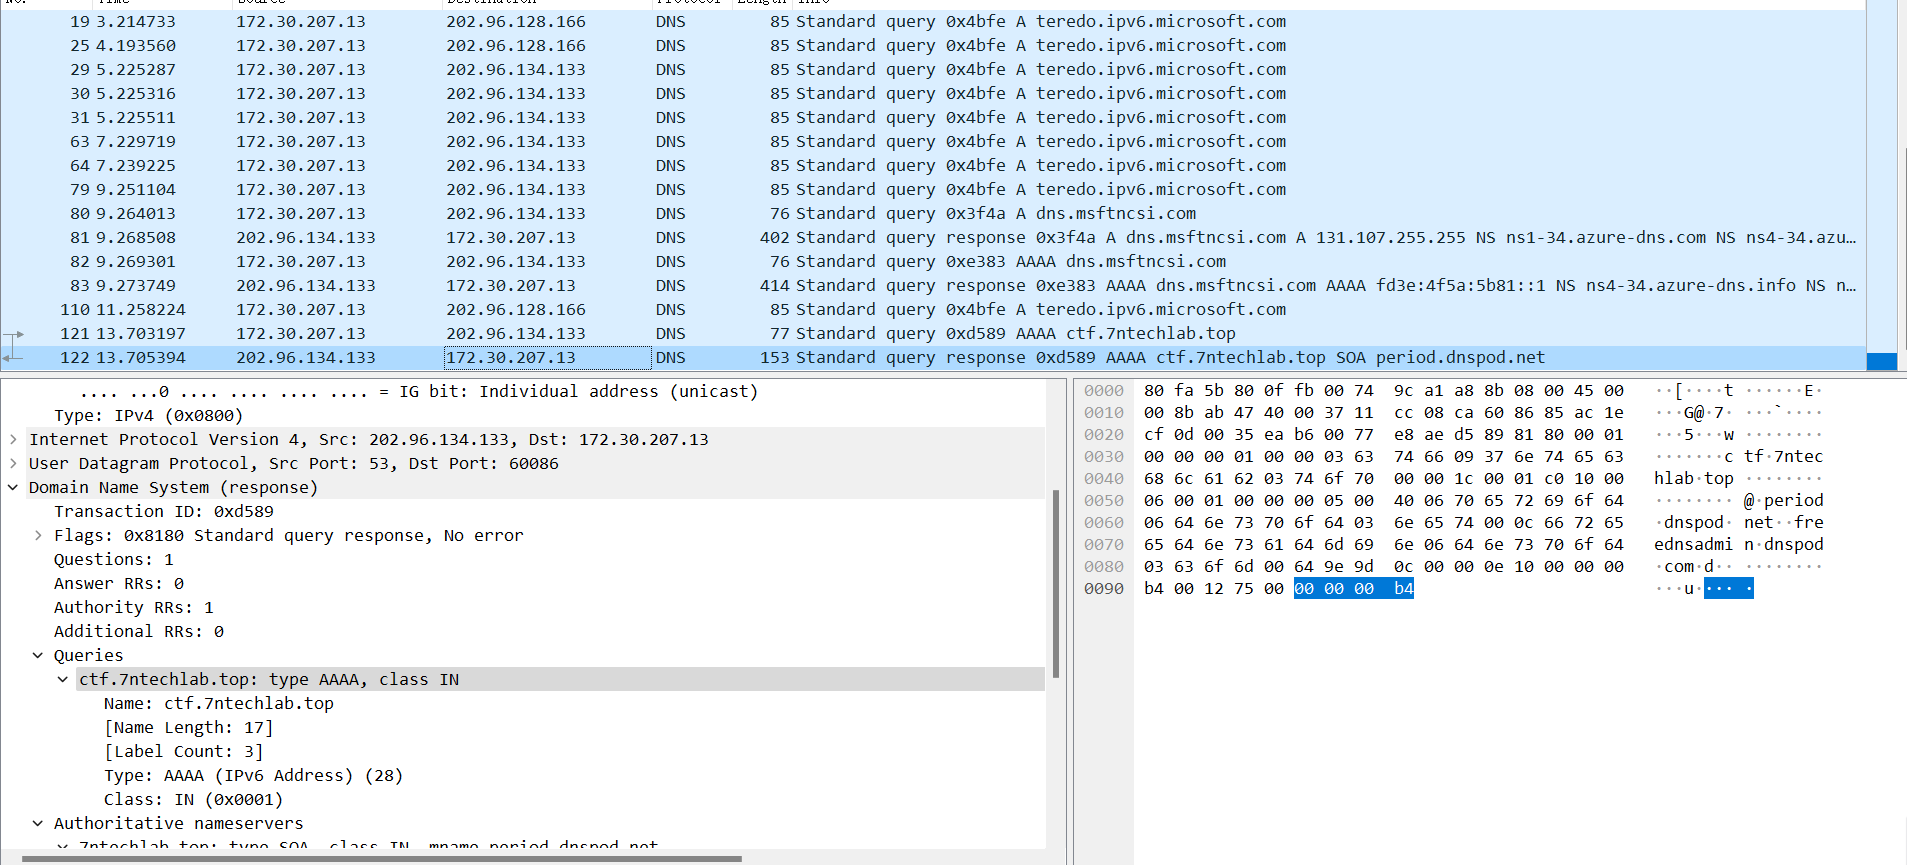 No. Time Source Destination Protocol Length Info
19 3.214733 172.30.207.13 202.96.128.166 DNS 85 Standard query 0x4bfe A teredo.ipv6.microsoft.com
25 4.193560 172.30.207.13 202.96.128.166 DNS 85 Standard query 0x4bfe A teredo.ipv6.microsoft.com
29 5.225287 172.30.207.13 202.96.134.133 DNS 85 Standard query 0x4bfe A teredo.ipv6.microsoft.com
30 5.225316 172.30.207.13 202.96.134.133 DNS 85 Standard query 0x4bfe A teredo.ipv6.microsoft.com
31 5.225511 172.30.207.13 202.96.134.133 DNS 85 Standard query 0x4bfe A teredo.ipv6.microsoft.com
63 7.229719 172.30.207.13 202.96.134.133 DNS 85 Standard query 0x4bfe A teredo.ipv6.microsoft.com
64 7.239225 172.30.207.13 202.96.134.133 DNS 85 Standard query 0x4bfe A teredo.ipv6.microsoft.com
79 9.251104 172.30.207.13 202.96.134.133 DNS 85 Standard query 0x4bfe A teredo.ipv6.microsoft.com
80 9.264013 172.30.207.13 202.96.134.133 DNS 76 Standard query 0x3f4a A dns.msftncsi.com
81 9.268508 202.96.134.133 172.30.207.13 DNS 402 Standard query response 0x3f4a A dns.msftncsi.com A 131.107.255.255 NS ns1-34.azure-dns.com NS ns4-34.azu…
82 9.269301 172.30.207.13 202.96.134.133 DNS 76 Standard query 0xe383 AAAA dns.msftncsi.com
83 9.273749 202.96.134.133 172.30.207.13 DNS 414 Standard query response 0xe383 AAAA dns.msftncsi.com AAAA fd3e:4f5a:5b81::1 NS ns4-34.azure-dns.info NS n…
110 11.258224 172.30.207.13 202.96.128.166 DNS 85 Standard query 0x4bfe A teredo.ipv6.microsoft.com
121 13.703197 172.30.207.13 202.96.134.133 DNS 77 Standard query 0xd589 AAAA ctf.7ntechlab.top
122 13.705394 202.96.134.133 172.30.207.13 DNS 153 Standard query response 0xd589 AAAA ctf.7ntechlab.top SOA period.dnspod.net
.... ...0 .... .... .... .... = IG bit: Individual address (unicast)
Type: IPv4 (0x0800)
Internet Protocol Version 4, Src: 202.96.134.133, Dst: 172.30.207.13
User Datagram Protocol, Src Port: 53, Dst Port: 60086
Domain Name System (response)
Transaction ID: 0xd589
Flags: 0x8180 Standard query response, No error
Questions: 1
Answer RRs: 0
Authority RRs: 1
Additional RRs: 0
Queries
ctf.7ntechlab.top: type AAAA, class IN
Name: ctf.7ntechlab.top
[Name Length: 17]
[Label Count: 3]
Type: AAAA (IPv6 Address) (28)
Class: IN (0x0001)
Authoritative nameservers
7ntechlab.top: type SOA, class IN, mname period.dnspod.net
0000 80 fa 5b 80 0f fb 00 74 9c a1 a8 8b 08 00 45 00 ··[····t ······E·
0010 00 8b ab 47 40 00 37 11 cc 08 ca 60 86 85 ac 1e ···G@·7· ···`····
0020 cf 0d 00 35 ea b6 00 77 e8 ae d5 89 81 80 00 01 ···5···w ········
0030 00 00 00 01 00 00 03 63 74 66 09 37 6e 74 65 63 ·······c tf·7ntec
0040 68 6c 61 62 03 74 6f 70 00 00 1c 00 01 c0 10 00 hlab·top ········
0050 06 00 01 00 00 00 05 00 40 06 70 65 72 69 6f 64 ········ @·period
0060 06 64 6e 73 70 6f 64 03 6e 65 74 00 0c 66 72 65 ·dnspod· net··fre
0070 65 64 6e 73 61 64 6d 69 6e 06 64 6e 73 70 6f 64 ednsadmi n·dnspod
0080 03 63 6f 6d 00 64 9e 9d 0c 00 00 0e 10 00 00 00 ·com·d·· ········
0090 b4 00 12 75 00 00 00 00 b4 ···u···· ·